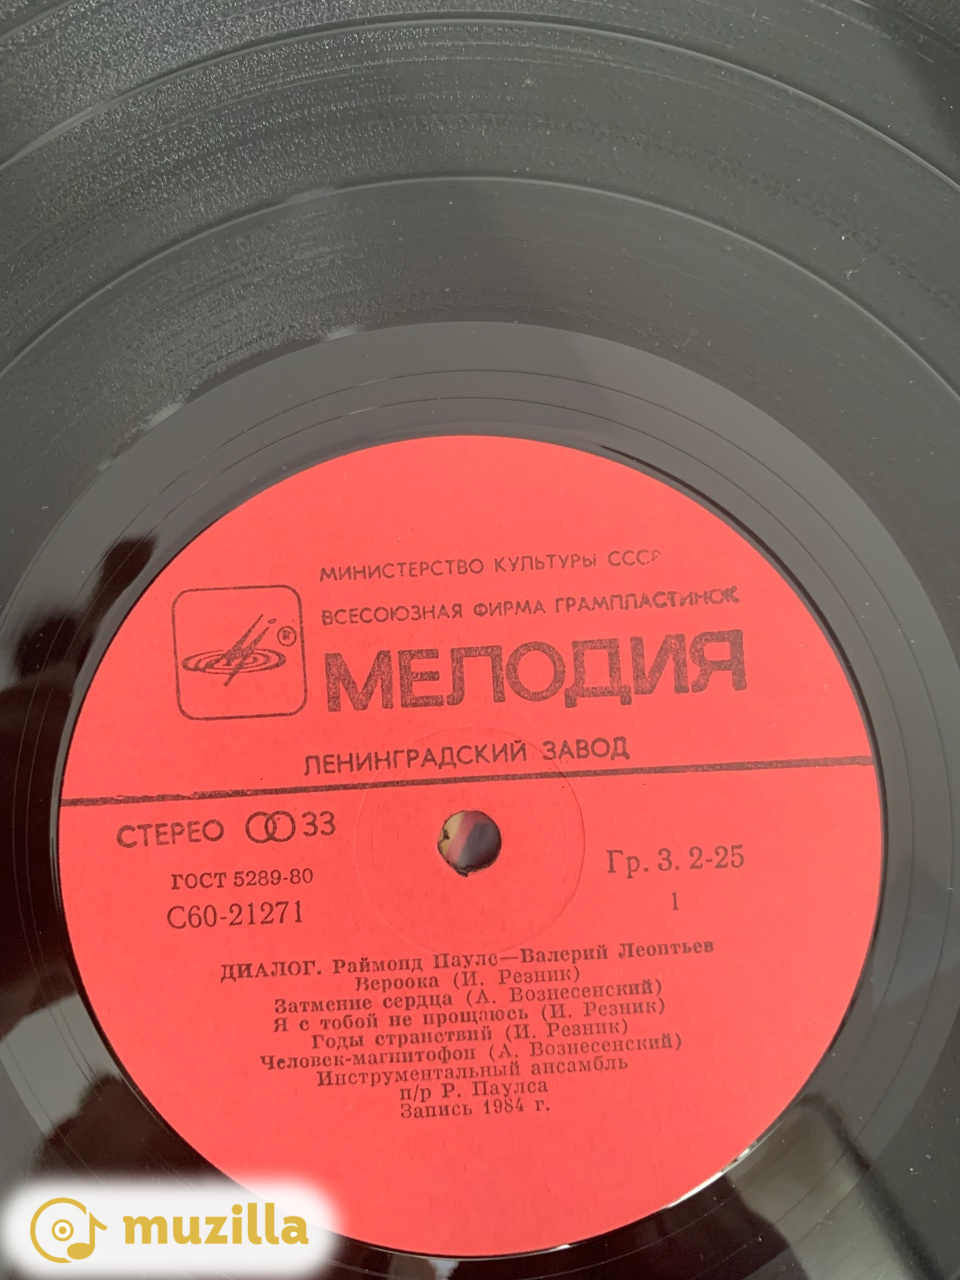 МИНИСТЕРСТВО КУЛЬТУРЫ СССР
ВСЕСОЮЗНАЯ ФИРМА ГРАМПЛАСТИНОК
®
МЕЛОДИЯ
ЛЕНИНГРАДСКИЙ ЗАВОД
СТЕРЕО 33
ГОСТ 5289-80
Гр. 3. 2-25
С60-21271
1
ДИАЛОГ. Раймонд Паулс—Валерий Леонтьев
Вероока (И. Резник)
Затмение сердца (А. Вознесенский)
Я с тобой не прощаюсь (И. Резник)
Годы странствий (И. Резник)
Человек-магнитофон (А. Вознесенский)
Инструментальный ансамбль
п/р Р. Паулса
Запись 1984 г.
muzilla